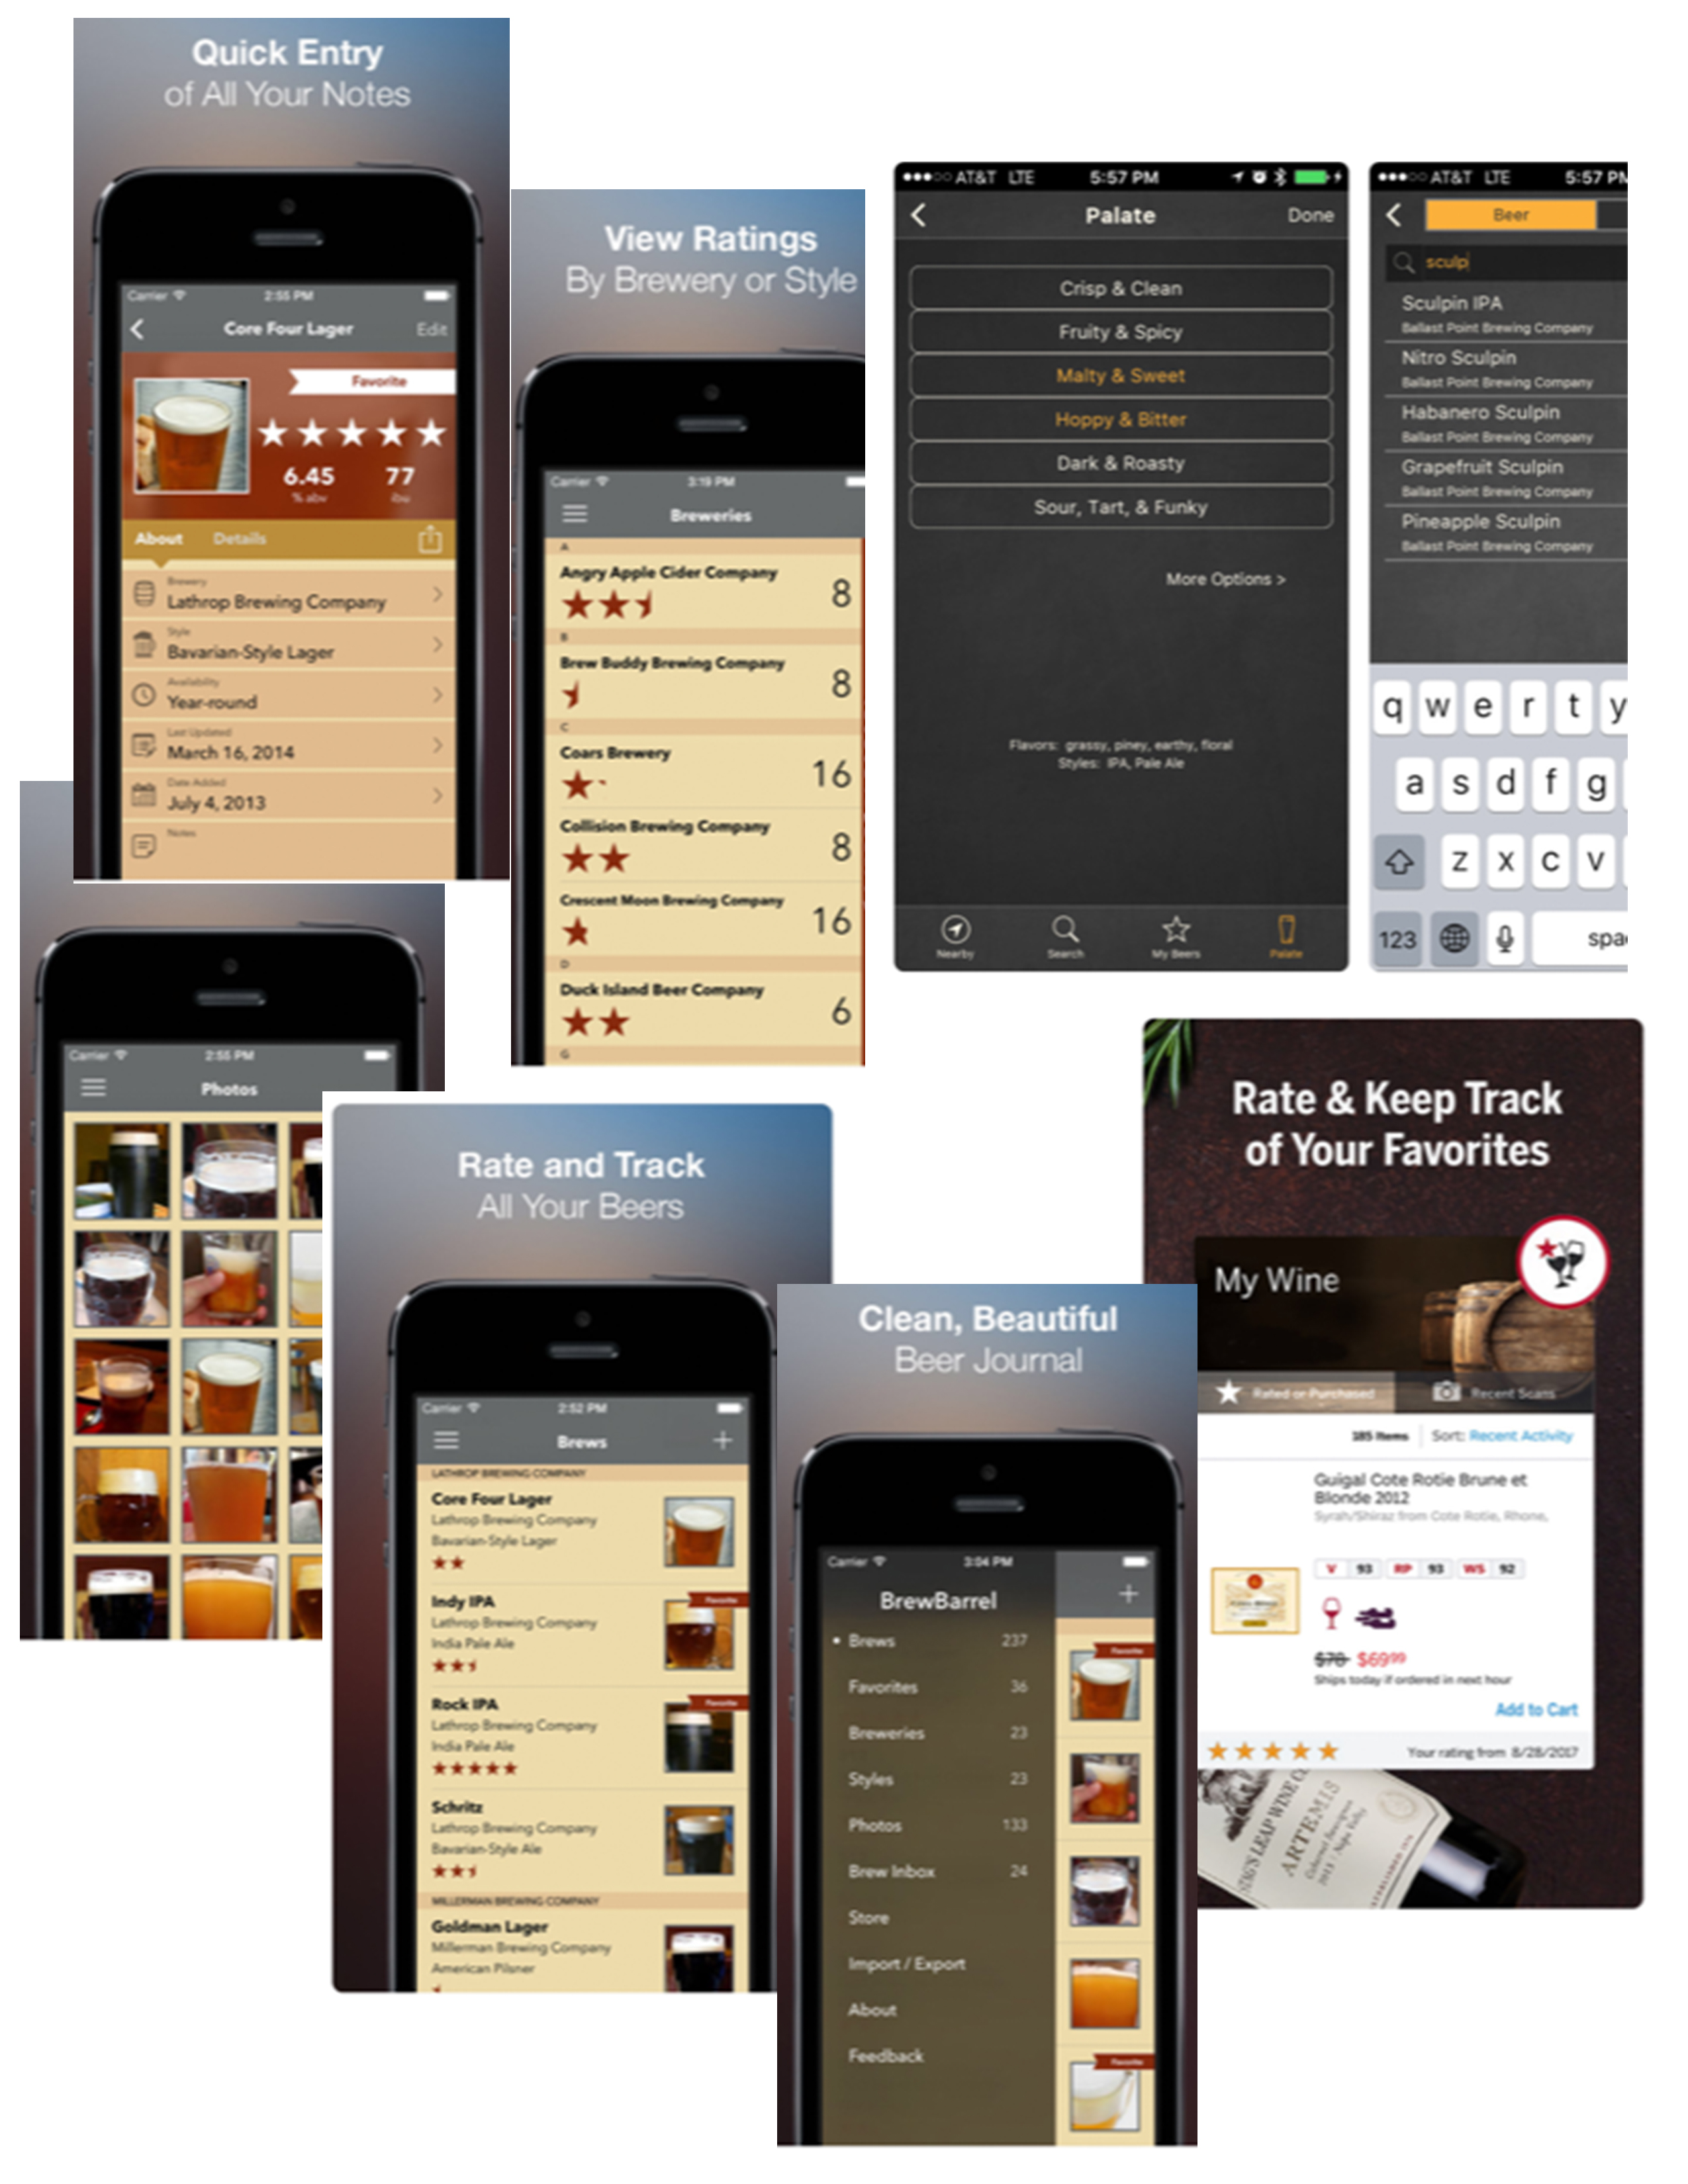 Quick Entry
of All Your Notes
Carrier
2:55 PM
Core Four Lager
Edit
Favorite
6.45
77
% abv
ibu
About
Details
Brewery
Lathrop Brewing Company
Style
Bavarian-Style Lager
Availability
Year-round
Last Updated
March 16, 2014
Date Added
July 4, 2013
Notes
View Ratings
By Brewery or Style
Carrier
3:19 PM
Breweries
A
Angry Apple Cider Company
8
B
Brew Buddy Brewing Company
8
C
Coars Brewery
16
Collision Brewing Company
8
Crescent Moon Brewing Company
16
D
Duck Island Beer Company
6
G
AT&T LTE
5:57 PM
Palate
Done
Crisp & Clean
Fruity & Spicy
Malty & Sweet
Hoppy & Bitter
Dark & Roasty
Sour, Tart, & Funky
More Options >
Flavors: grassy, piney, earthy, floral
Styles: IPA, Pale Ale
Nearby
Search
My Beers
Palate
AT&T LTE
5:57 PM
Beer
sculp
Sculpin IPA
Ballast Point Brewing Company
Nitro Sculpin
Ballast Point Brewing Company
Habanero Sculpin
Ballast Point Brewing Company
Grapefruit Sculpin
Ballast Point Brewing Company
Pineapple Sculpin
Ballast Point Brewing Company
q w e r t y
a s d f g
z x c v
123
spa
Carrier
2:55 PM
Photos
Rate and Track
All Your Beers
Carrier
2:52 PM
Brews
LATHROP BREWING COMPANY
Core Four Lager
Lathrop Brewing Company
Bavarian-Style Lager
Indy IPA
Lathrop Brewing Company
India Pale Ale
Favorite
Rock IPA
Lathrop Brewing Company
India Pale Ale
Favorite
Schritz
Lathrop Brewing Company
Bavarian-Style Ale
MILLERMAN BREWING COMPANY
Goldman Lager
Millerman Brewing Company
American Pilsner
Clean, Beautiful
Beer Journal
Carrier
3:04 PM
BrewBarrel
Brews
237
Favorites
36
Breweries
23
Styles
23
Photos
133
Brew Inbox
24
Store
Import / Export
About
Feedback
Favorite
Favorite
Rate & Keep Track
of Your Favorites
My Wine
Rated or Purchased
Recent Scans
185 Items
Sort: Recent Activity
Guigal Cote Rotie Brune et
Blonde 2012
Syrah/Shiraz from Cote Rotie, Rhone,
V 93 RP 93 WS 92
$78 $69.99
Ships today if ordered in next hour
Add to Cart
Your rating from 8/28/2017
STAG'S LEAP WINE
ARTEMIS
Cabernet Sauvignon
Napa Valley